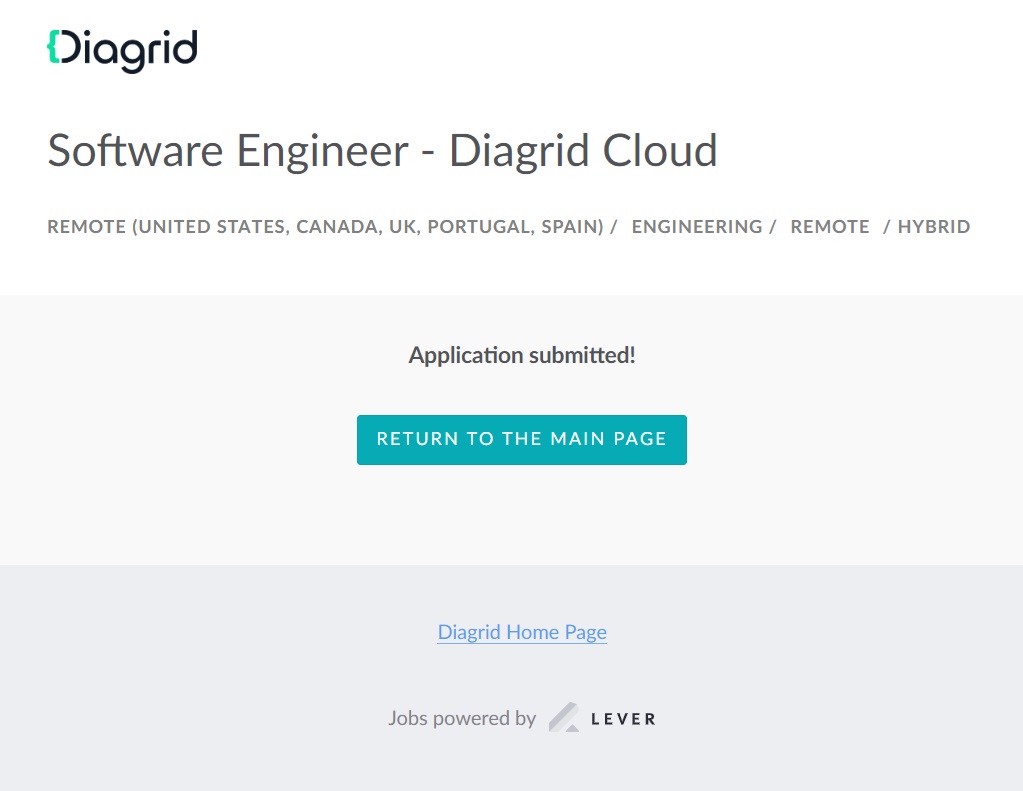 Diagrid
Software Engineer - Diagrid Cloud
REMOTE (UNITED STATES, CANADA, UK, PORTUGAL, SPAIN) / ENGINEERING / REMOTE / HYBRID
Application submitted!
RETURN TO THE MAIN PAGE
Diagrid Home Page
Jobs powered by LEVER